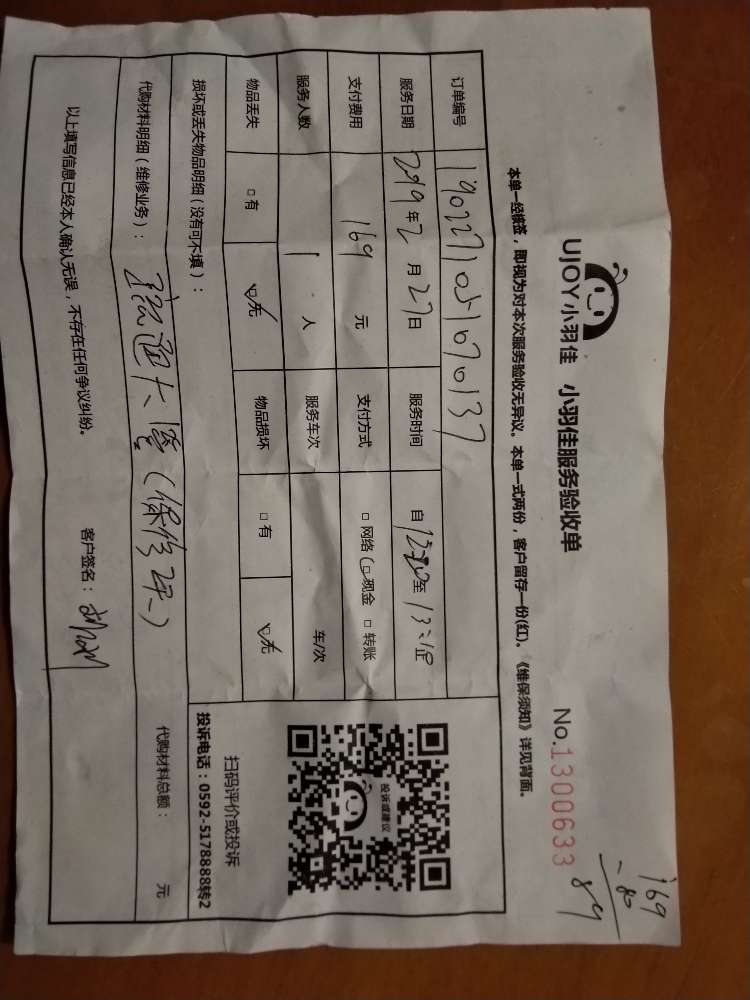 UJOY小羽佳 小羽佳服务验收单
No.1300633
169
-80
89
本单一经核签，即视为对本次服务验收无异议。本单一式两份，客户留存一份(红)。《维保须知》详见背面。
订单编号 1902271051070137
服务日期 2019年2月27日 服务时间 自 至
支付费用 169 元 支付方式 □ 网络 □ 现金 □ 转账
服务人数 1 人 服务车次 车/次
物品丢失 □ 有 □ 无 物品损坏 □ 有 □ 无
损坏或丢失物品明细（没有可不填）：
代购材料明细（维修业务）： 代购材料总额： 元
以上填写信息已经本人确认无误，不存在任何争议纠纷。 客户签名：
投诉或建议
扫码评价或投诉
投诉电话：0592-5178888转2